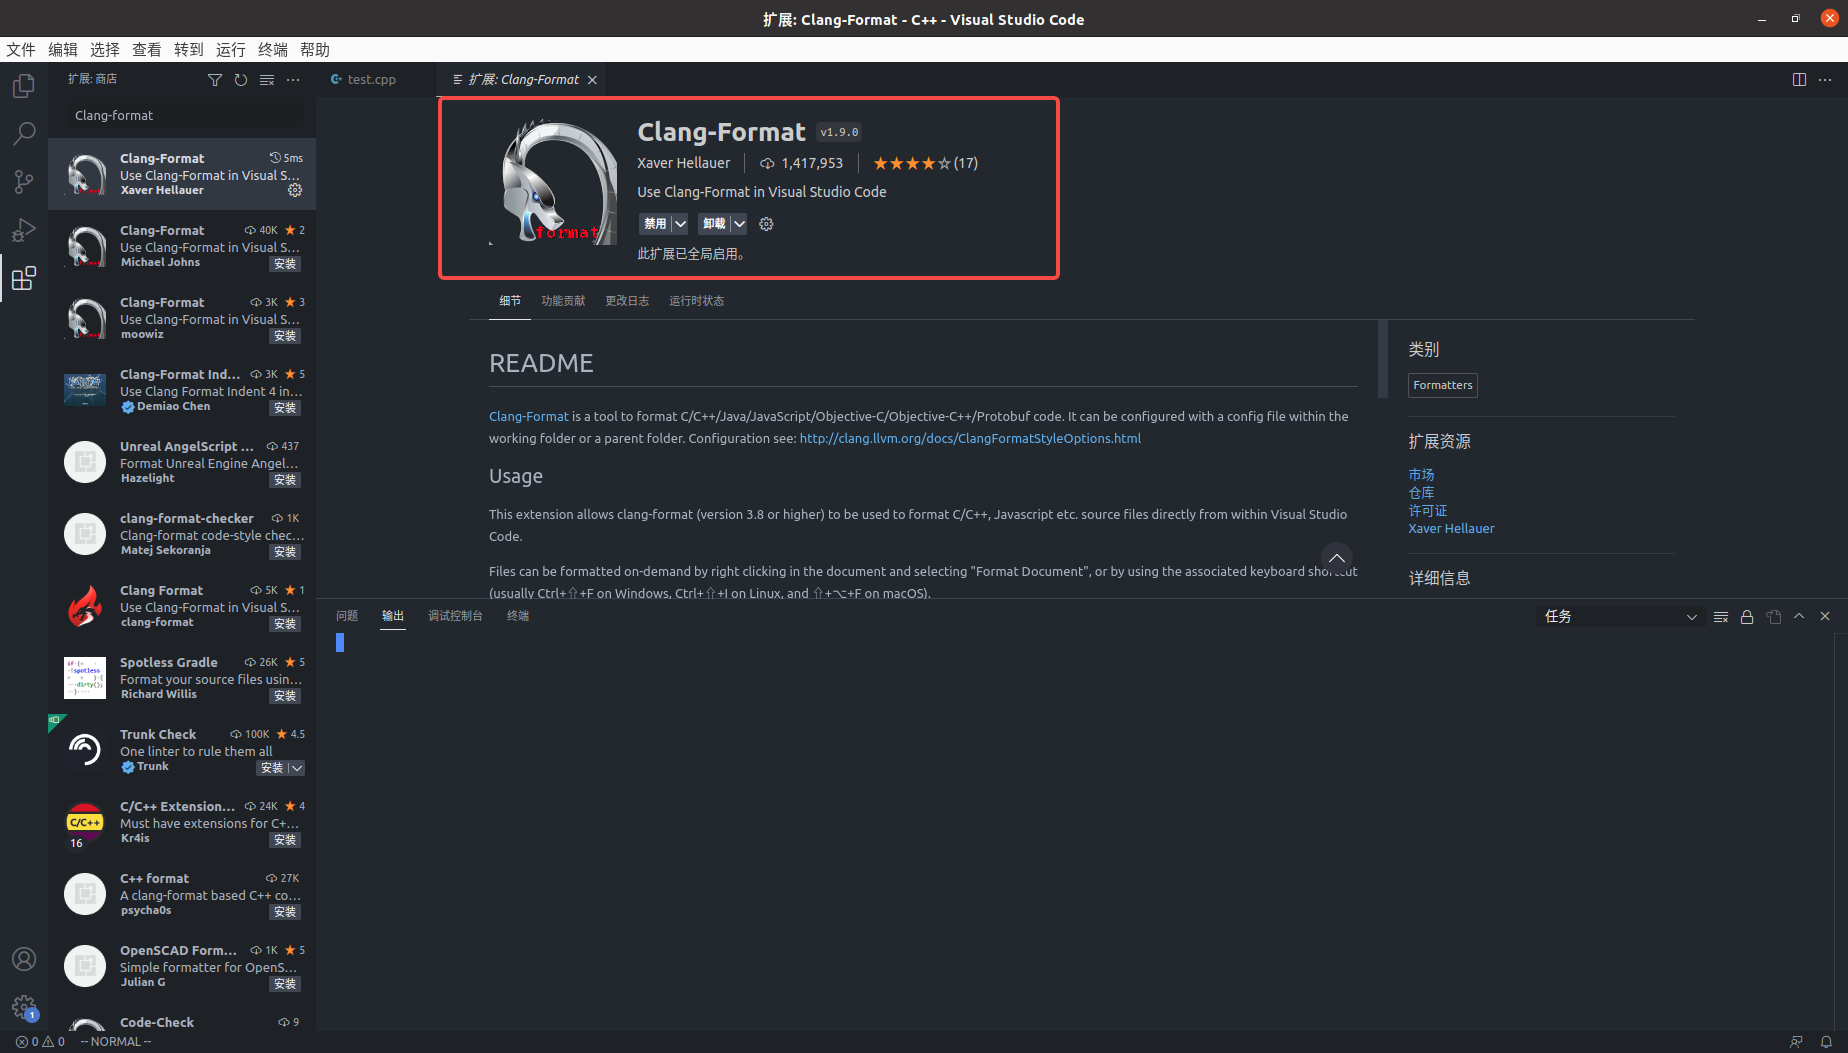 扩展: Clang-Format - C++ - Visual Studio Code
文件 编辑 选择 查看 转到 运行 终端 帮助
扩展: 商店
test.cpp
扩展: Clang-Format
Clang-format
Clang-Format 5ms
Use Clang-Format in Visual S...
Xaver Hellauer
Clang-Format 40K ★ 2
Use Clang-Format in Visual S...
Michael Johns 安装
Clang-Format 3K ★ 3
Use Clang-Format in Visual S...
moowiz 安装
Clang-Format Ind... 3K ★ 5
Use Clang Format Indent 4 in...
Demiao Chen 安装
Unreal AngelScript ... 437
Format Unreal Engine Angel...
Hazelight 安装
clang-format-checker 1K
Clang-format code-style chec...
Matej Sekoranja 安装
Clang Format 5K ★ 1
Use Clang-Format in Visual S...
clang-format 安装
Spotless Gradle 26K ★ 5
Format your source files usin...
Richard Willis 安装
Trunk Check 100K ★ 4.5
One linter to rule them all
Trunk 安装
C/C++ Extension... 24K ★ 4
Must have extensions for C+...
Kr4is 安装
C/C++
16
C++ format 27K
A clang-format based C++ co...
psycha0s 安装
OpenSCAD Form... 1K ★ 5
Simple formatter for OpenS...
Julian G 安装
Code-Check 9
format
Clang-Format v1.9.0
Xaver Hellauer 1,417,953 ★★★★☆(17)
Use Clang-Format in Visual Studio Code
禁用 卸载
此扩展已全局启用。
细节 功能贡献 更改日志 运行时状态
README
Clang-Format is a tool to format C/C++/Java/JavaScript/Objective-C/Objective-C++/Protobuf code. It can be configured with a config file within the
working folder or a parent folder. Configuration see: http://clang.llvm.org/docs/ClangFormatStyleOptions.html
Usage
This extension allows clang-format (version 3.8 or higher) to be used to format C/C++, Javascript etc. source files directly from within Visual Studio
Code.
Files can be formatted on-demand by right clicking in the document and selecting "Format Document", or by using the associated keyboard shortcut
(usually Ctrl+⇧+F on Windows, Ctrl+⇧+I on Linux, and ⇧+⌥+F on macOS).
类别
Formatters
扩展资源
市场
仓库
许可证
Xaver Hellauer
详细信息
问题 输出 调试控制台 终端
任务
1
0 0 -- NORMAL --